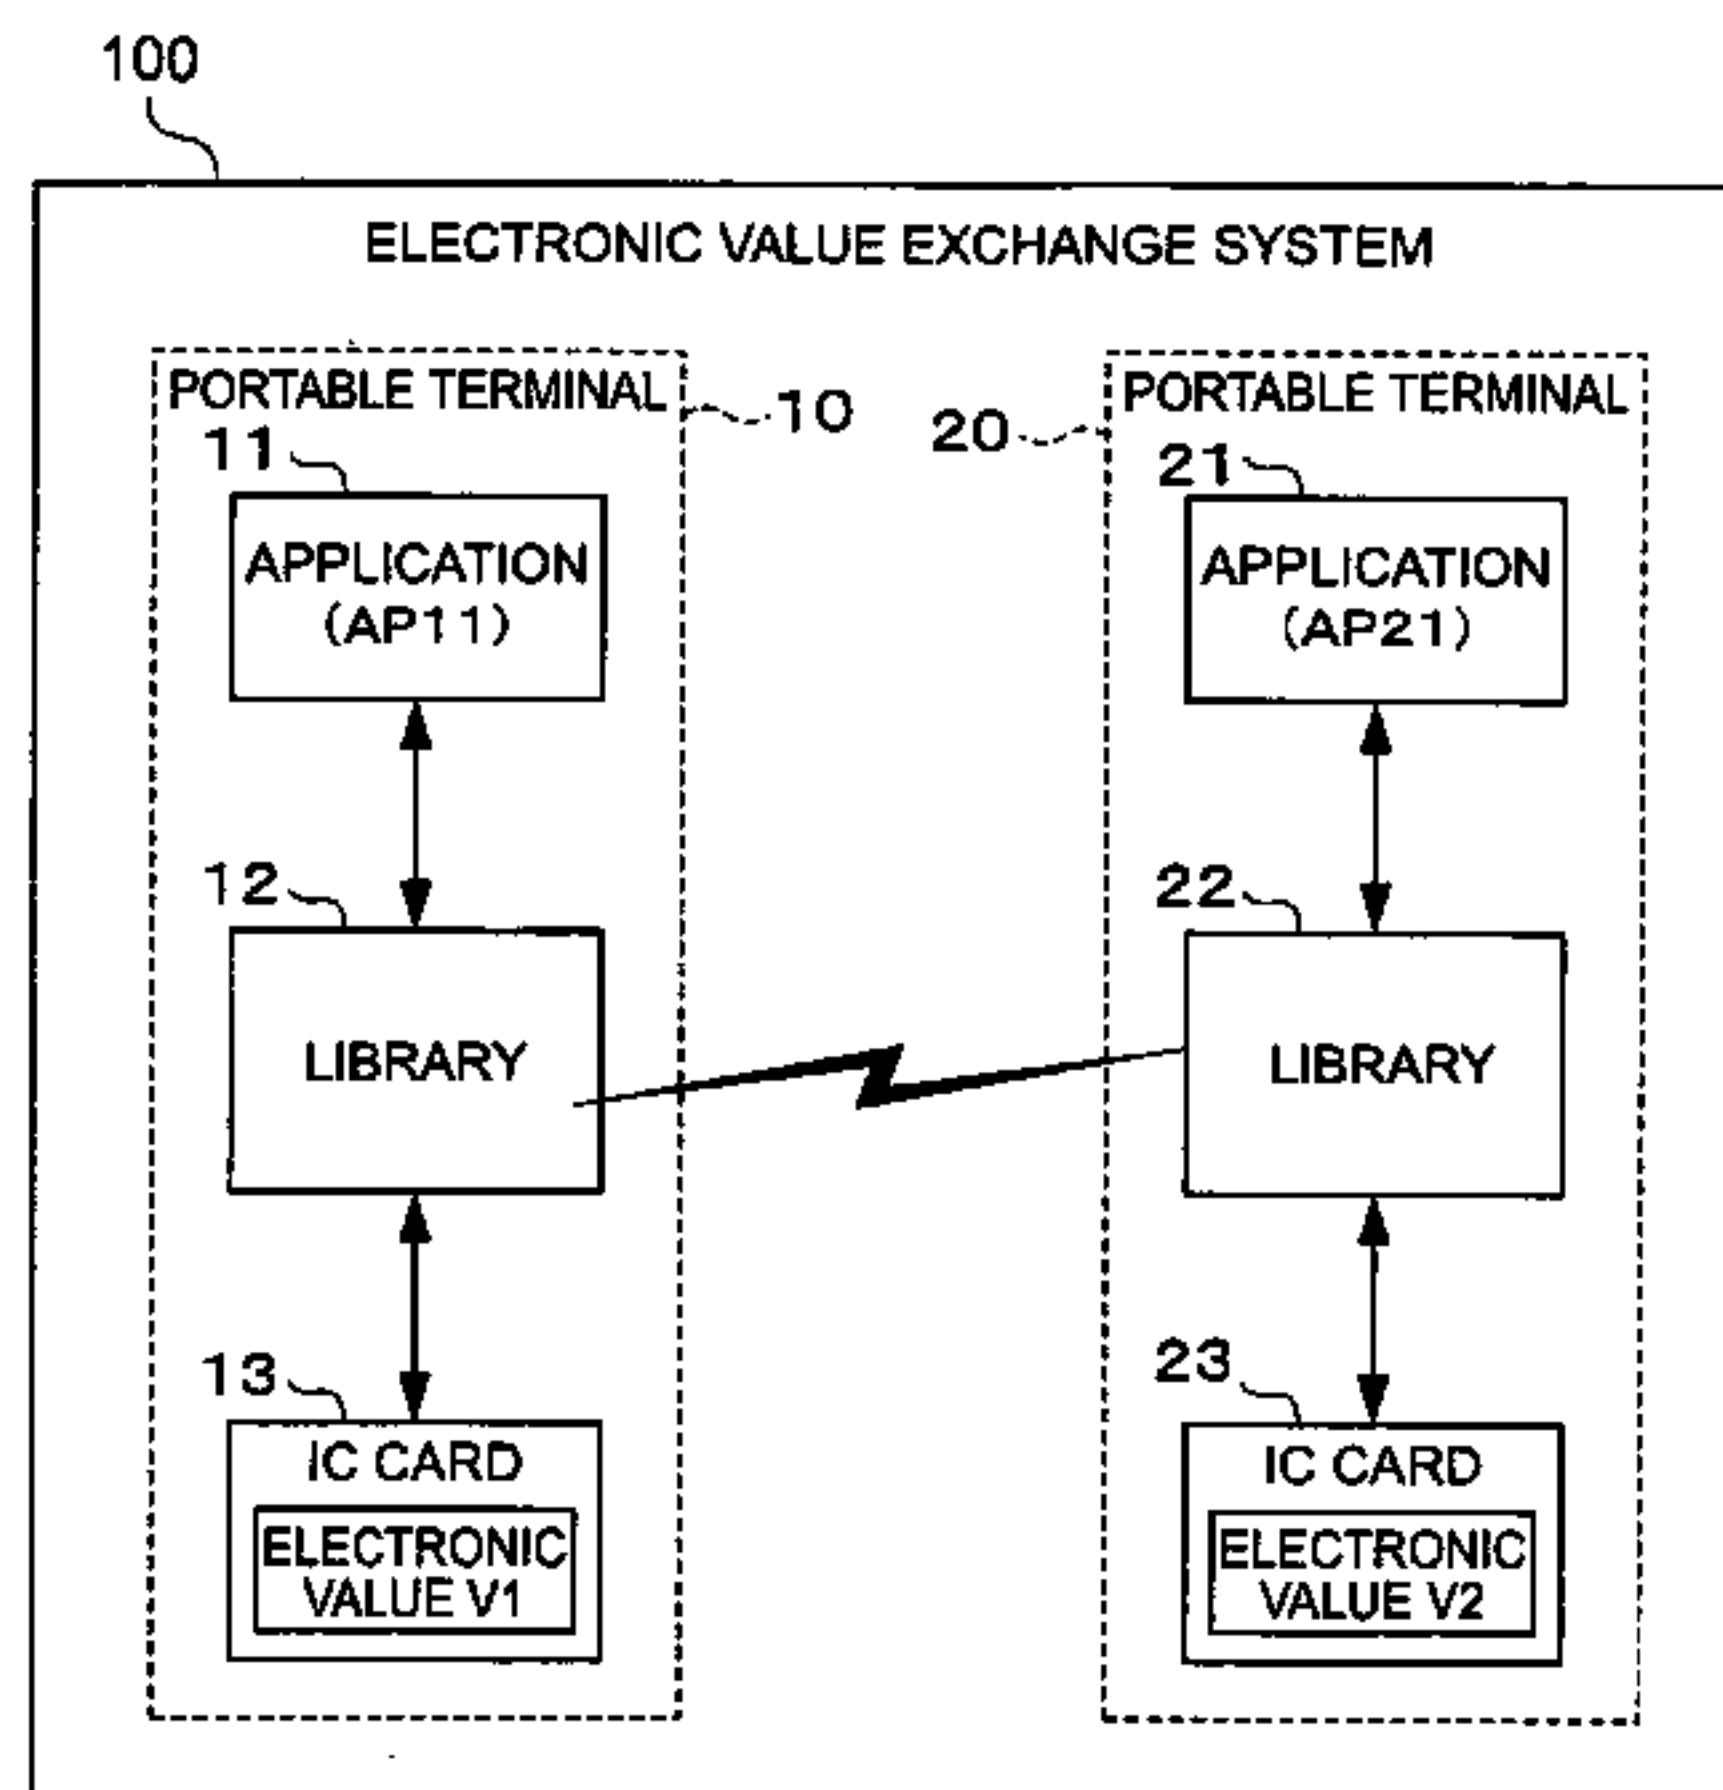 100
ELECTRONIC VALUE EXCHANGE SYSTEM
PORTABLE TERMINAL
10
11
APPLICATION
(AP11)
12
LIBRARY
13
IC CARD
ELECTRONIC
VALUE V1
PORTABLE TERMINAL
20
21
APPLICATION
(AP21)
22
LIBRARY
23
IC CARD
ELECTRONIC
VALUE V2